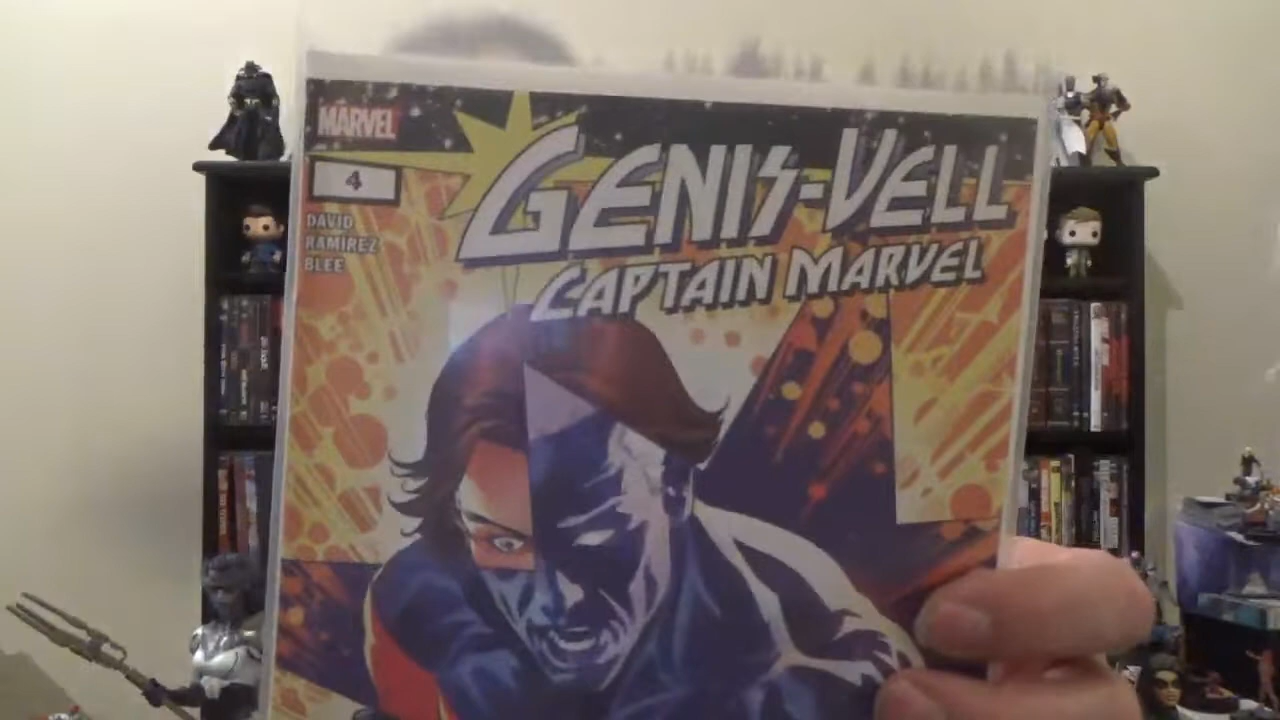 MARVEL
4
DAVID
RAMIREZ
BLEE
GENIS-VELL
CAPTAIN MARVEL